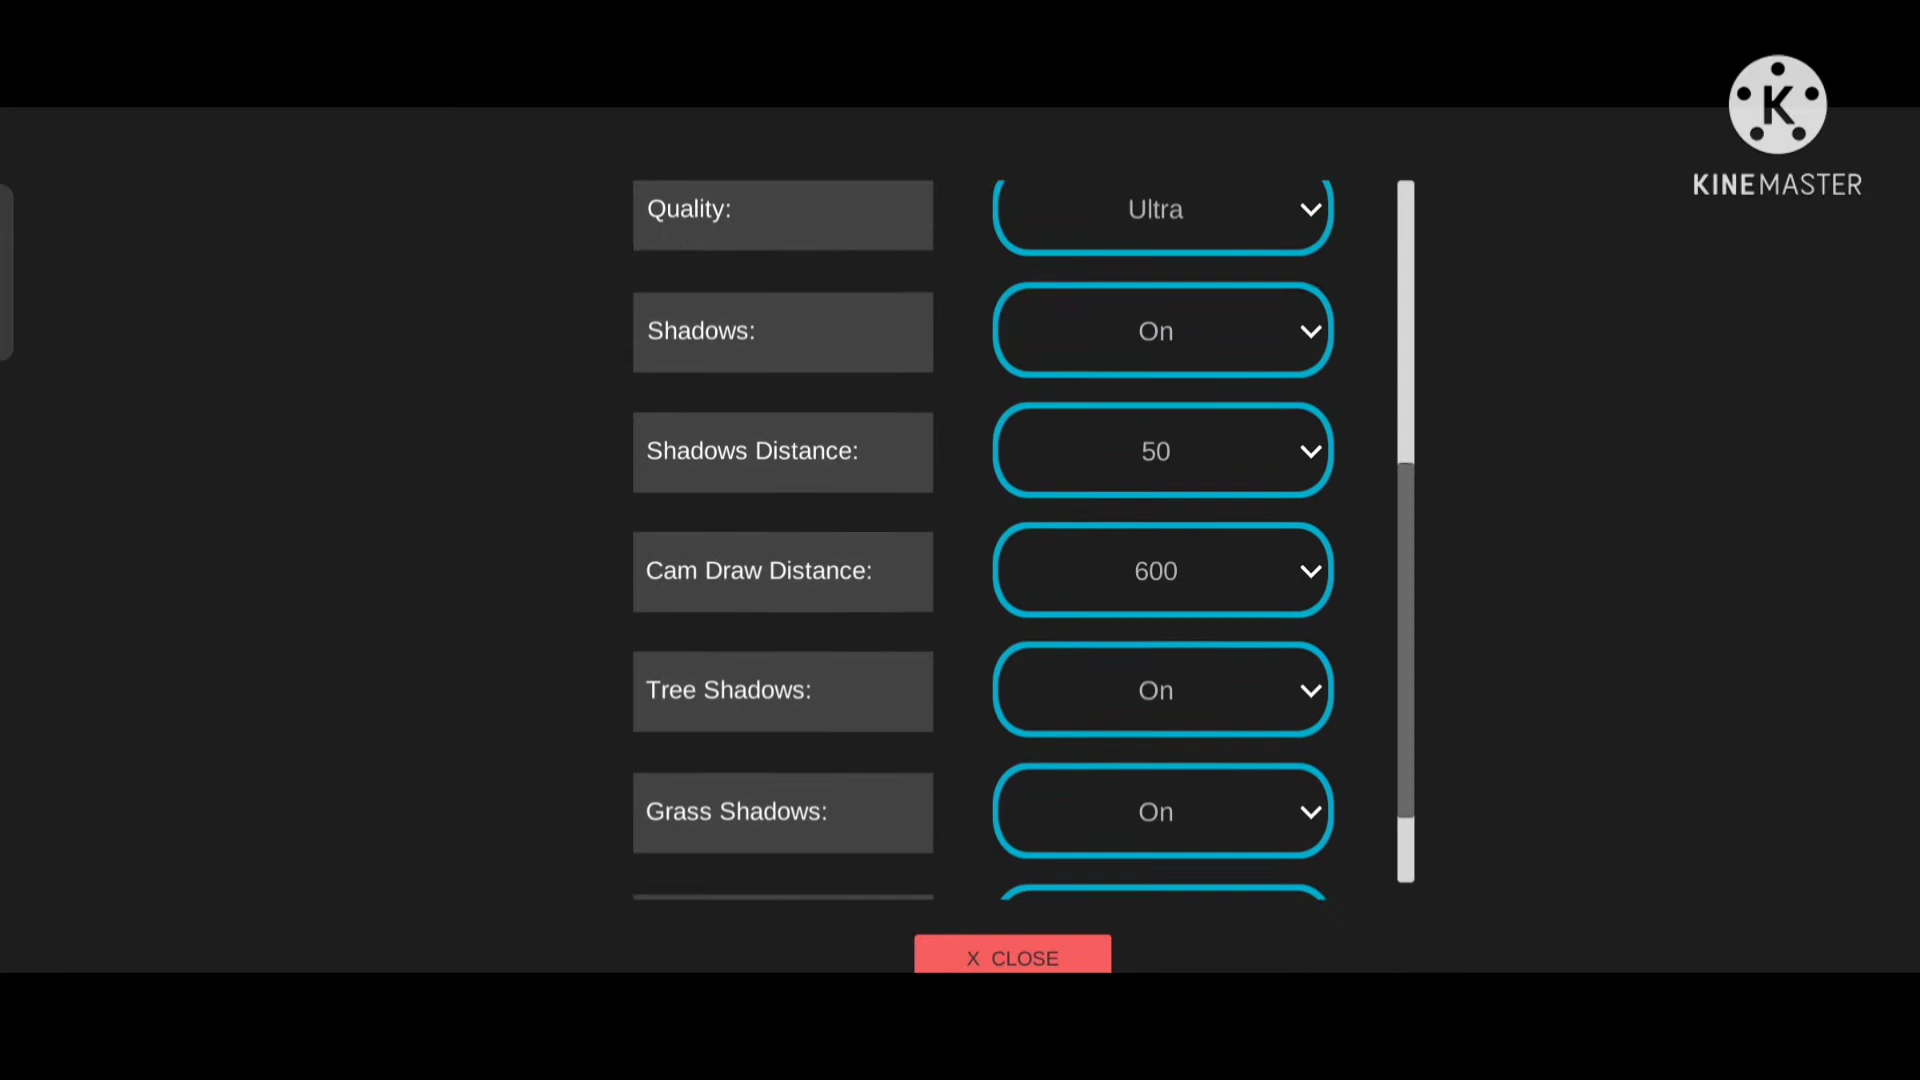 K
KINEMASTER
Quality: Ultra
Shadows: On
Shadows Distance: 50
Cam Draw Distance: 600
Tree Shadows: On
Grass Shadows: On
X CLOSE